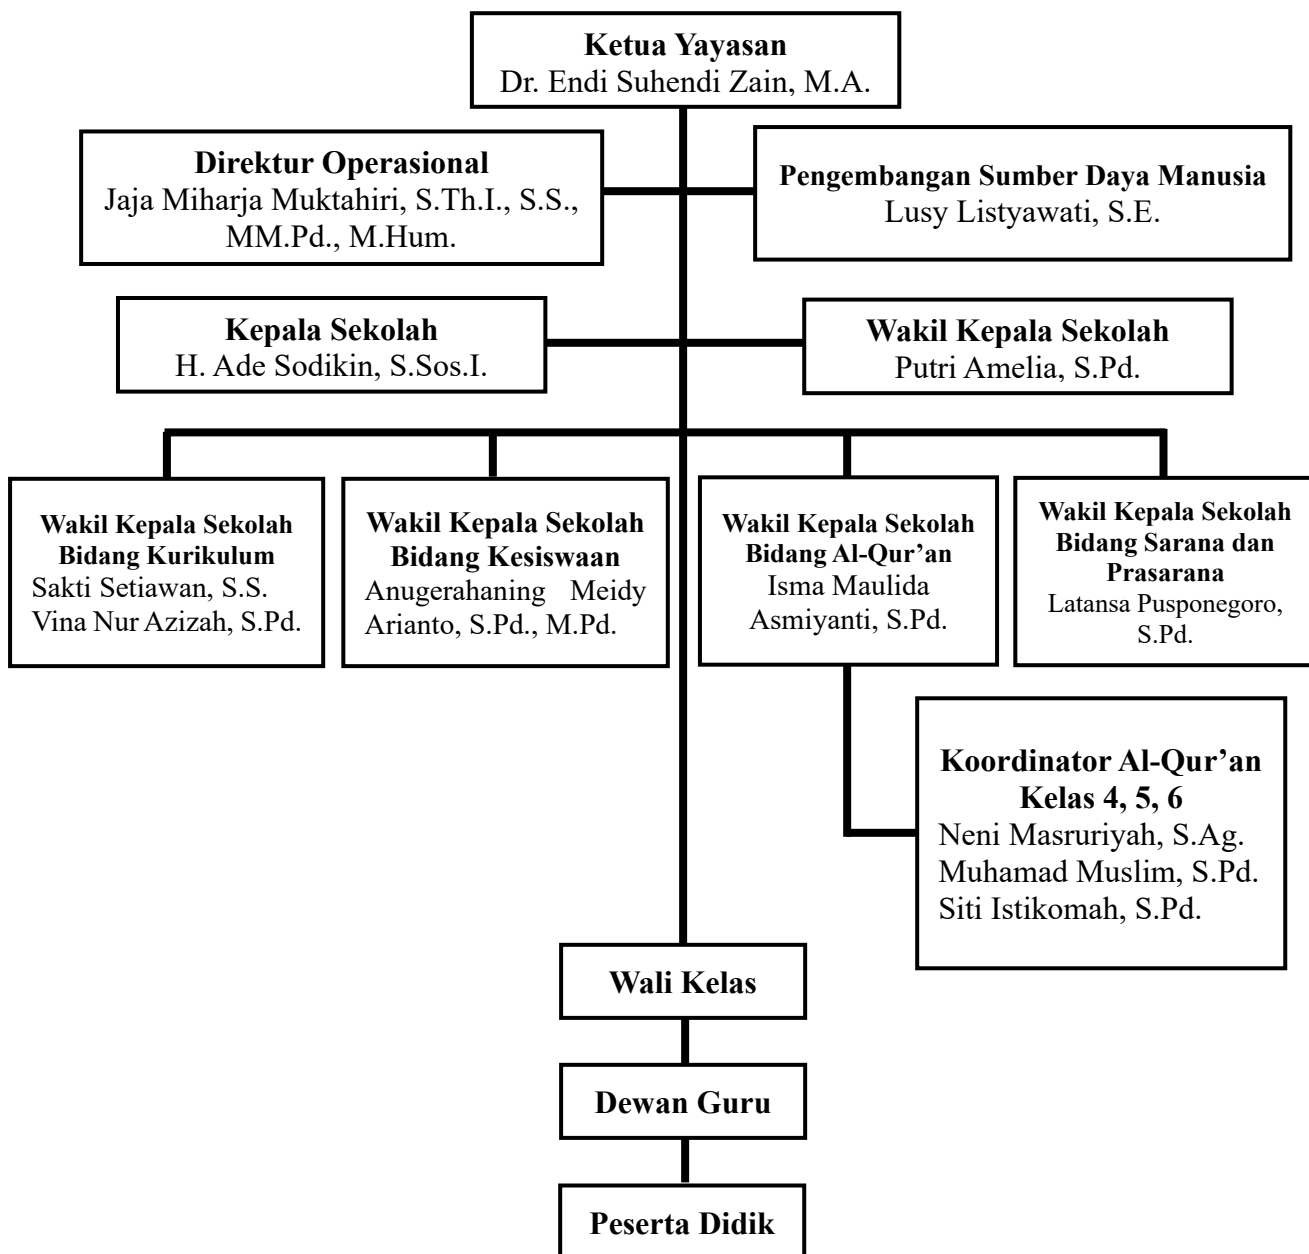 Ketua Yayasan
Dr. Endi Suhendi Zain, M.A.
Direktur Operasional
Jaja Miharja Muktahiri, S.Th.I., S.S.,
MM.Pd., M.Hum.
Pengembangan Sumber Daya Manusia
Lusy Listyawati, S.E.
Kepala Sekolah
H. Ade Sodikin, S.Sos.I.
Wakil Kepala Sekolah
Putri Amelia, S.Pd.
Wakil Kepala Sekolah
Bidang Kurikulum
Sakti Setiawan, S.S.
Vina Nur Azizah, S.Pd.
Wakil Kepala Sekolah
Bidang Kesiswaan
Anugerahaning Meidy
Arianto, S.Pd., M.Pd.
Wakil Kepala Sekolah
Bidang Al-Qur’an
Isma Maulida
Asmiyanti, S.Pd.
Wakil Kepala Sekolah
Bidang Sarana dan
Prasarana
Latansa Pusponegoro,
S.Pd.
Koordinator Al-Qur’an
Kelas 4, 5, 6
Neni Masruriyah, S.Ag.
Muhamad Muslim, S.Pd.
Siti Istikomah, S.Pd.
Wali Kelas
Dewan Guru
Peserta Didik